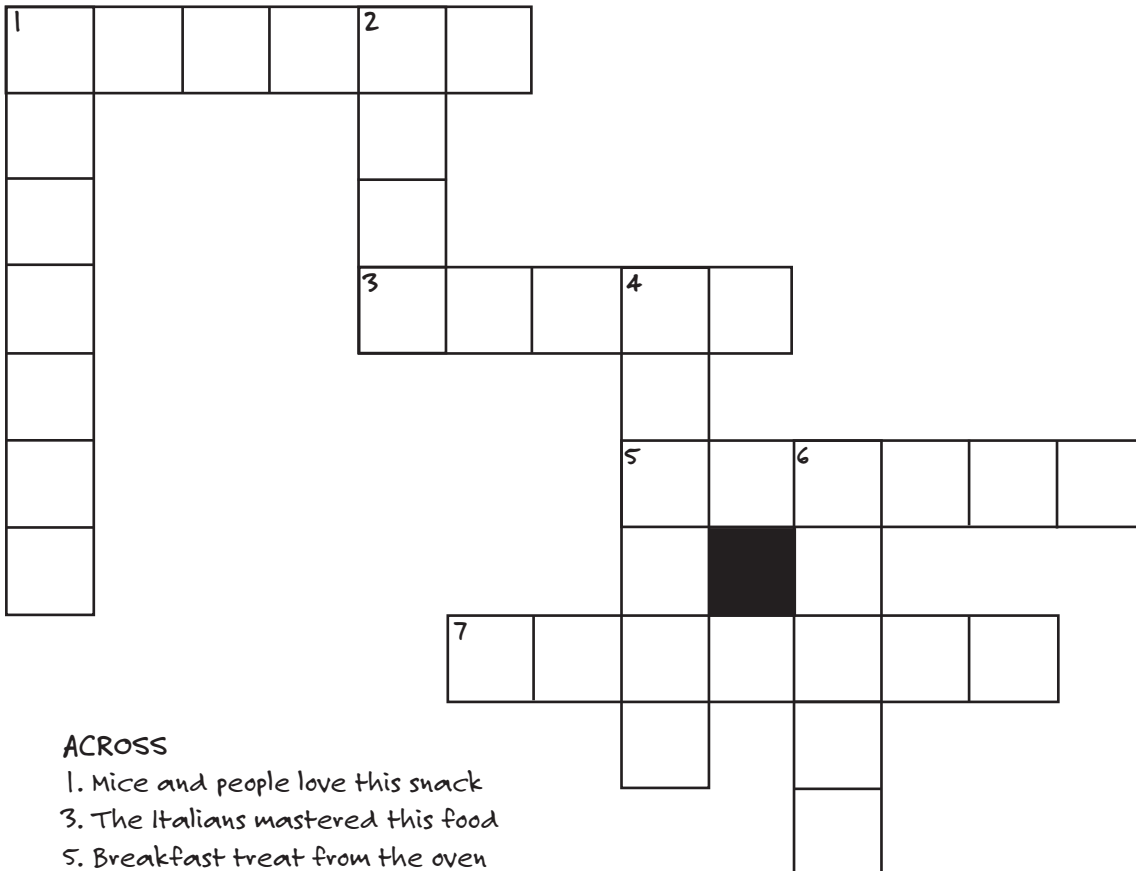 1 2
3 4
5 6
7
ACROSS
1. Mice and people love this snack
3. The Italians mastered this food
5. Breakfast treat from the oven